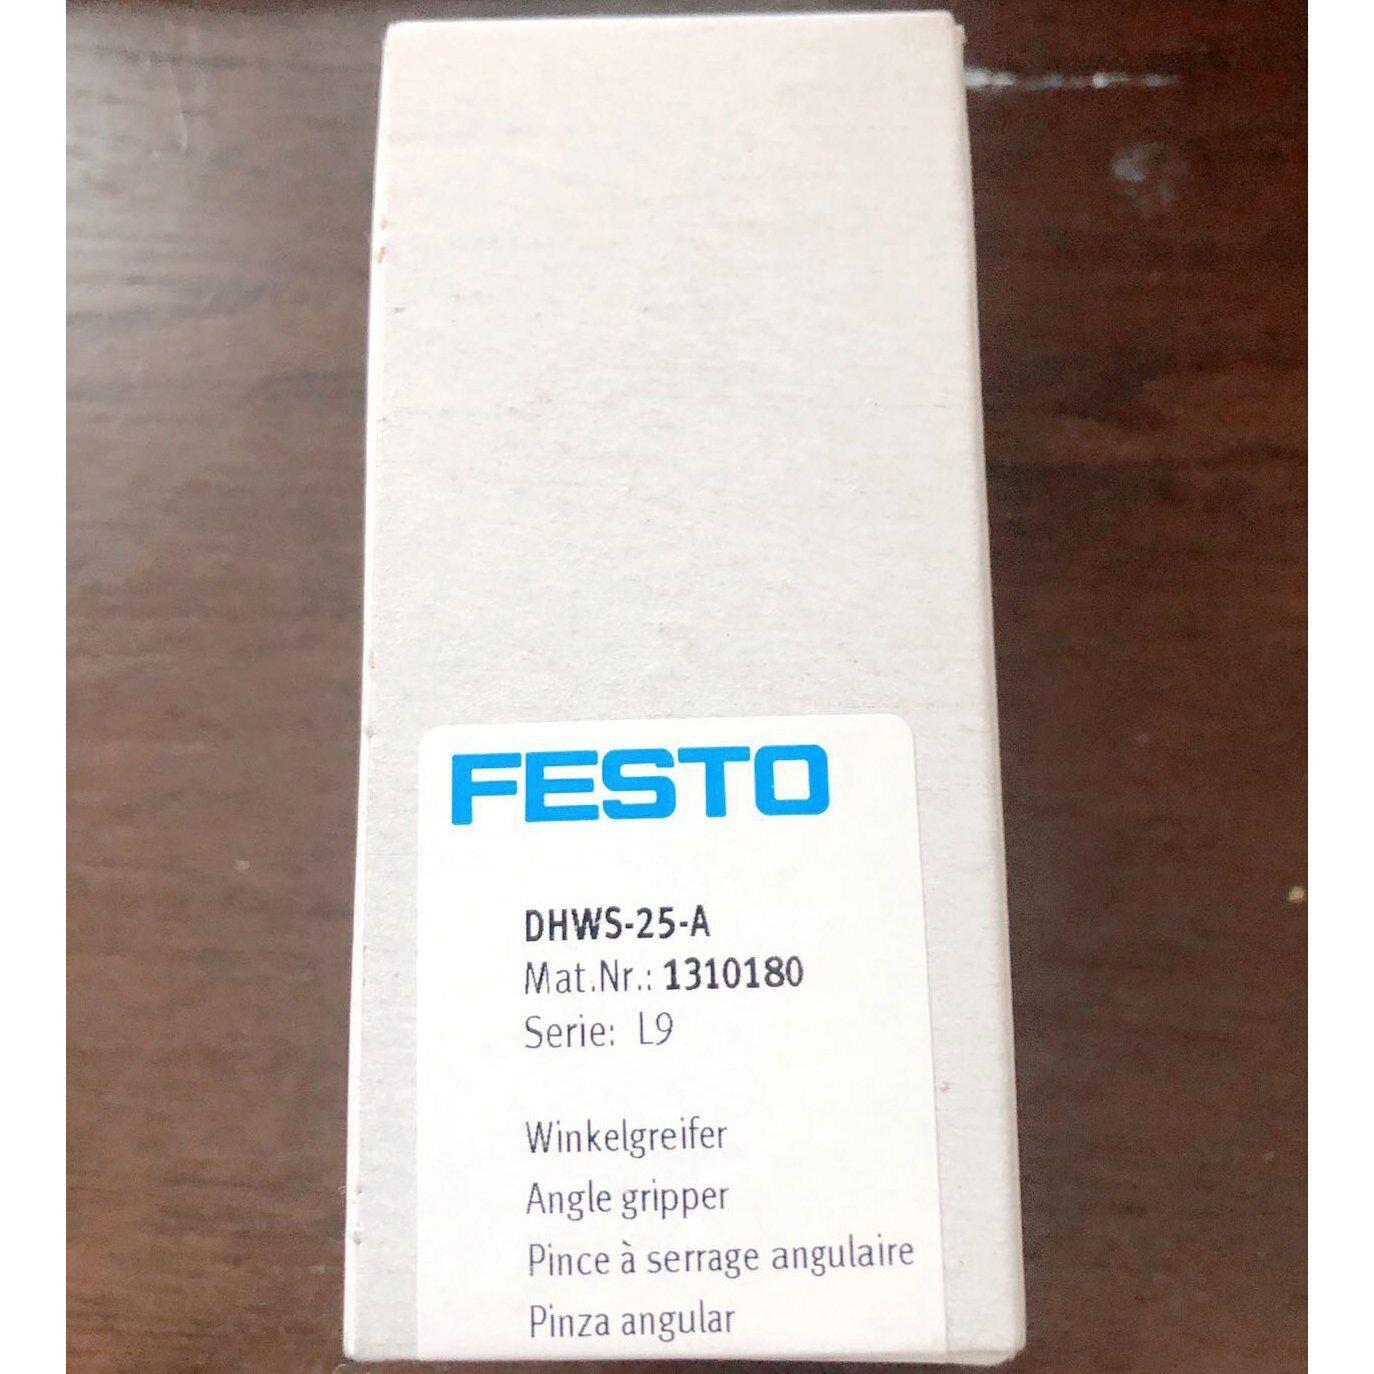 FESTO
DHWS-25-A
Mat.Nr.: 1310180
Serie: L9
Winkelgreifer
Angle gripper
Pince à serrage angulaire
Pinza angular